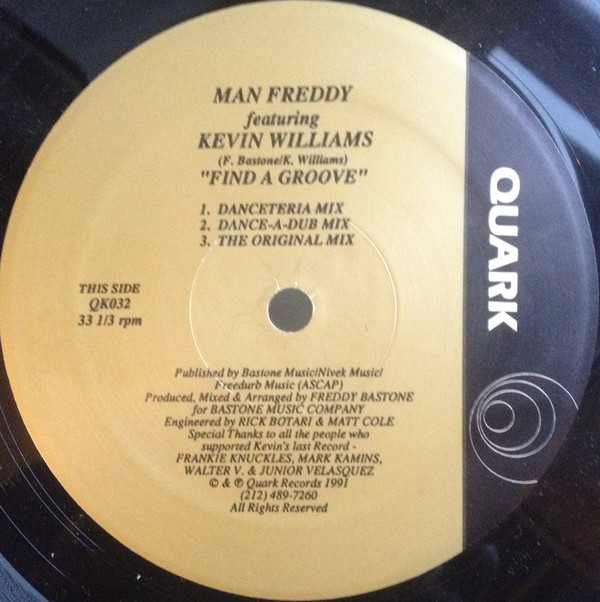 MAN FREDDY
featuring
KEVIN WILLIAMS
(F. Bastone/K. Williams)
"FIND A GROOVE"
1. DANCETERIA MIX
2. DANCE-A-DUB MIX
3. THE ORIGINAL MIX
THIS SIDE
QK032
33 1/3 rpm
QUARK
Published by Bastone Music/Nivek Music/
Freedurb Music (ASCAP)
Produced, Mixed & Arranged by FREDDY BASTONE
for BASTONE MUSIC COMPANY
Engineered by RICK BOTARI & MATT COLE
Special Thanks to all the people who
supported Kevin's last Record -
FRANKIE KNUCKLES, MARK KAMINS,
WALTER V. & JUNIOR VELASQUEZ
© & ℗ Quark Records 1991
(212) 489-7260
All Rights Reserved